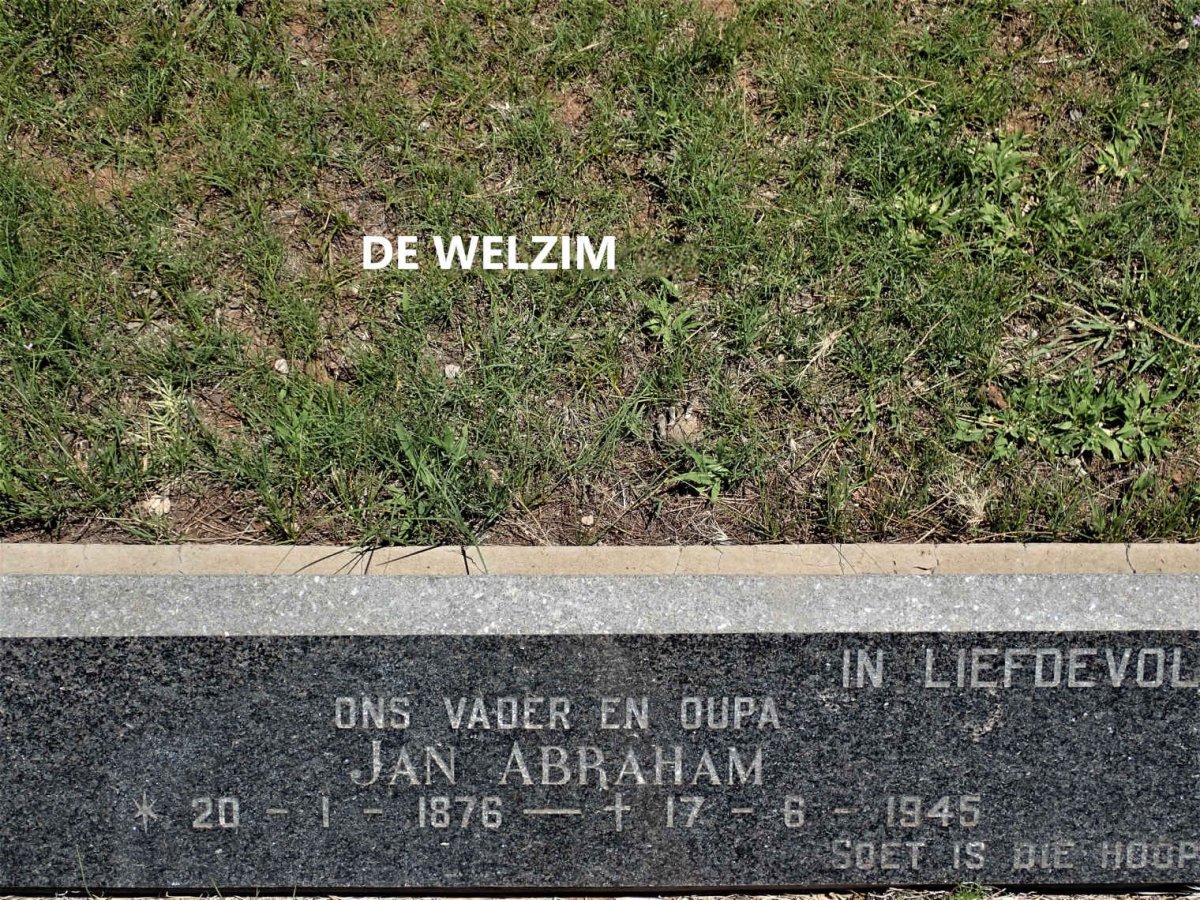 DE WELZIM
IN LIEFDEVOL
ONS VADER EN OUPA
JAN ABRAHAM
* 20 - 1 - 1876 — † 17 - 6 - 1945
SOET IS DIE HOOP